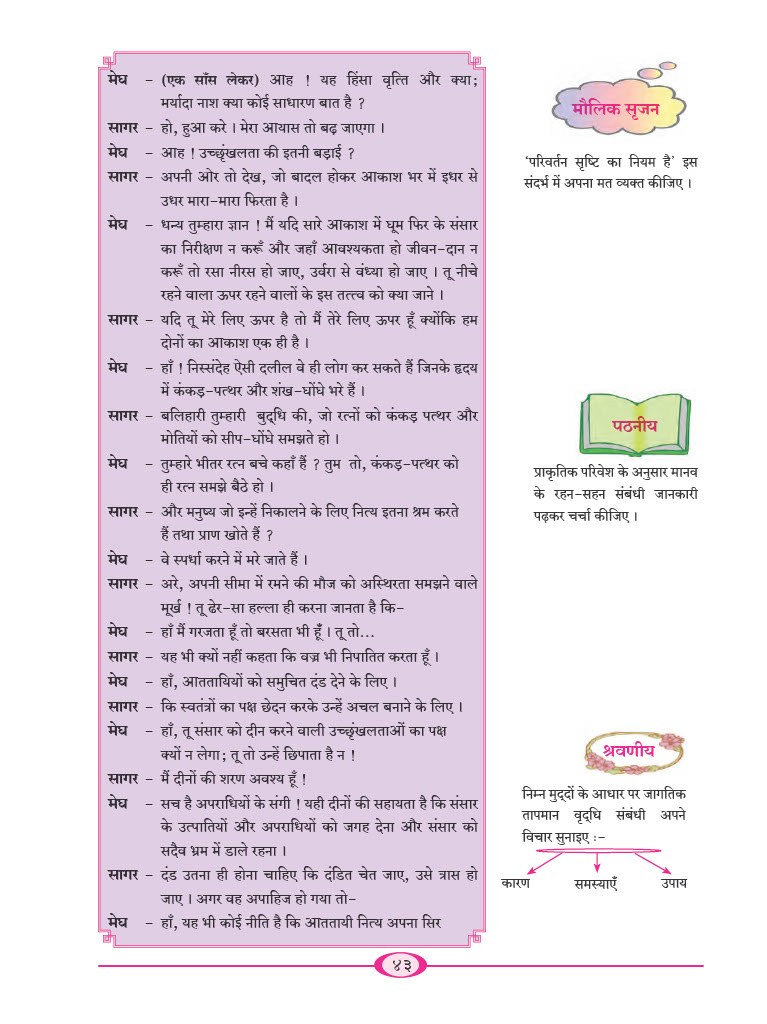 मेघ – (एक साँस लेकर) आह ! यह हिंसा वृत्ति और क्या;
मर्यादा नाश क्या कोई साधारण बात है ?
सागर – हो, हुआ करे । मेरा आयास तो बढ़ जाएगा ।
मेघ – आह ! उच्छृंखलता की इतनी बड़ाई ?
सागर – अपनी ओर तो देख, जो बादल होकर आकाश भर में इधर से
उधर मारा-मारा फिरता है ।
मेघ – धन्य तुम्हारा ज्ञान ! मैं यदि सारे आकाश में घूम फिर के संसार
का निरीक्षण न करूँ और जहाँ आवश्यकता हो जीवन-दान न
करूँ तो रसा नीरस हो जाए, उर्वरा से वंध्या हो जाए । तू नीचे
रहने वाला ऊपर रहने वालों के इस तत्त्व को क्या जाने ।
सागर – यदि तू मेरे लिए ऊपर है तो मैं तेरे लिए ऊपर हूँ क्योंकि हम
दोनों का आकाश एक ही है ।
मेघ – हाँ ! निस्संदेह ऐसी दलील वे ही लोग कर सकते हैं जिनके हृदय
में कंकड़-पत्थर और शंख-घोंघे भरे हैं ।
सागर – बलिहारी तुम्हारी बुद्धि की, जो रत्नों को कंकड़ पत्थर और
मोतियों को सीप-घोंघे समझते हो ।
मेघ – तुम्हारे भीतर रत्न बचे कहाँ हैं ? तुम तो, कंकड़-पत्थर को
ही रत्न समझे बैठे हो ।
सागर – और मनुष्य जो इन्हें निकालने के लिए नित्य इतना श्रम करते
हैं तथा प्राण खोते हैं ?
मेघ – वे स्पर्धा करने में मरे जाते हैं ।
सागर – अरे, अपनी सीमा में रमने की मौज को अस्थिरता समझने वाले
मूर्ख ! तू ढेर-सा हल्ला ही करना जानता है कि-
मेघ – हाँ मैं गरजता हूँ तो बरसता भी हूँ । तू तो...
सागर – यह भी क्यों नहीं कहता कि वज्र भी निपातित करता हूँ ।
मेघ – हाँ, आततायियों को समुचित दंड देने के लिए ।
सागर – कि स्वतंत्रों का पक्ष छेदन करके उन्हें अचल बनाने के लिए ।
मेघ – हाँ, तू संसार को दीन करने वाली उच्छृंखलताओं का पक्ष
क्यों न लेगा; तू तो उन्हें छिपाता है न !
सागर – मैं दीनों की शरण अवश्य हूँ !
मेघ – सच है अपराधियों के संगी ! यही दीनों की सहायता है कि संसार
के उत्पातियों और अपराधियों को जगह देना और संसार को
सदैव भ्रम में डाले रहना ।
सागर – दंड उतना ही होना चाहिए कि दंडित चेत जाए, उसे त्रास हो
जाए । अगर वह अपाहिज हो गया तो-
मेघ – हाँ, यह भी कोई नीति है कि आततायी नित्य अपना सिर
मौलिक सृजन
‘परिवर्तन सृष्टि का नियम है’ इस
संदर्भ में अपना मत व्यक्त कीजिए ।
पठनीय
प्राकृतिक परिवेश के अनुसार मानव
के रहन-सहन संबंधी जानकारी
पढ़कर चर्चा कीजिए ।
श्रवणीय
निम्न मुद्दों के आधार पर जागतिक
तापमान वृद्धि संबंधी अपने
विचार सुनाइए :-
कारण समस्याएँ उपाय
४३